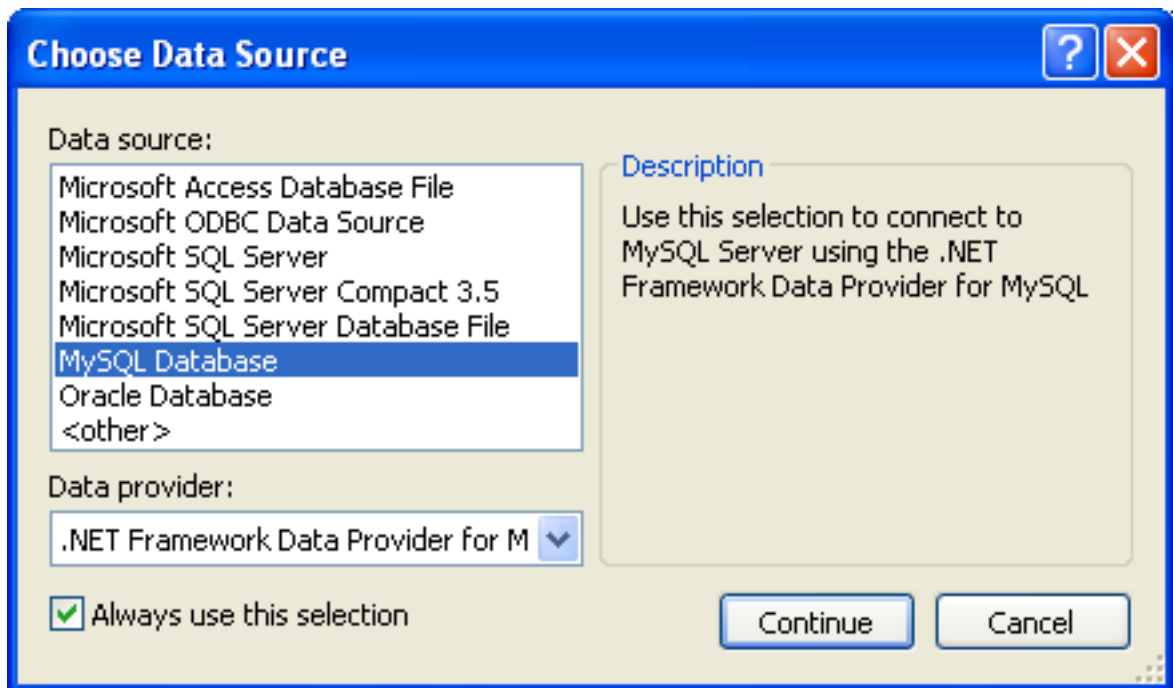 Choose Data Source
Data source:
Microsoft Access Database File
Microsoft ODBC Data Source
Microsoft SQL Server
Microsoft SQL Server Compact 3.5
Microsoft SQL Server Database File
MySQL Database
Oracle Database
<other>
Description
Use this selection to connect to
MySQL Server using the .NET
Framework Data Provider for MySQL
Data provider:
.NET Framework Data Provider for M
Always use this selection
Continue
Cancel